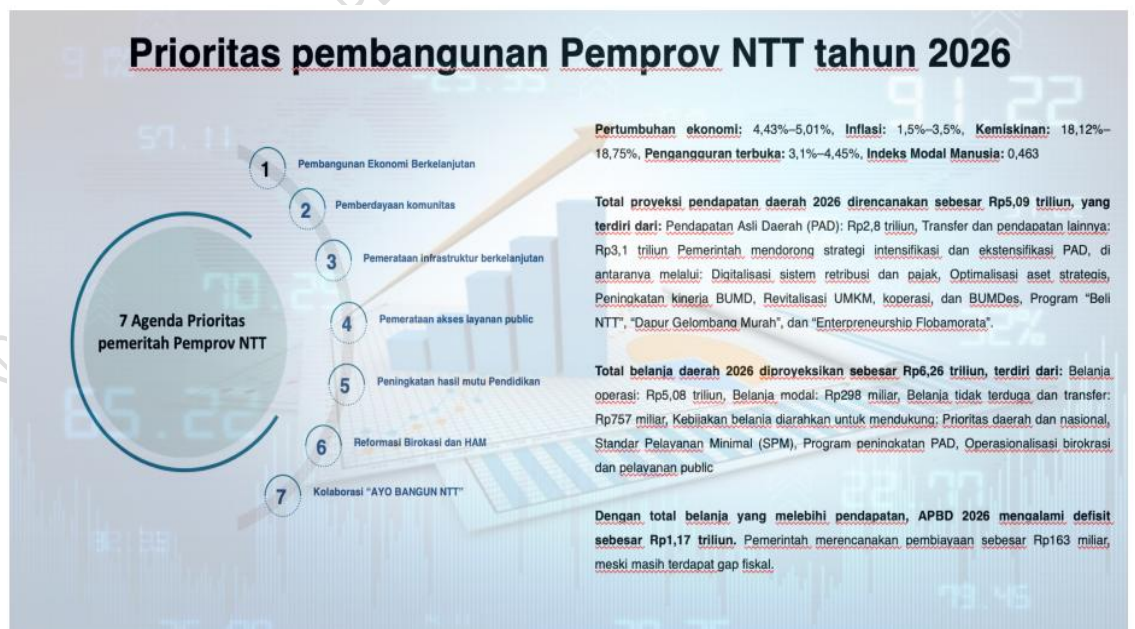 Prioritas pembangunan Pemprov NTT tahun 2026
7 Agenda Prioritas
pemeritah Pemprov NTT
1
Pembangunan Ekonomi Berkelanjutan
2
Pemberdayaan komunitas
3
Pemerataan infrastruktur berkelanjutan
4
Pemerataan akses layanan public
5
Peningkatan hasil mutu Pendidikan
6
Reformasi Birokasi dan HAM
7
Kolaborasi “AYO BANGUN NTT”
Pertumbuhan ekonomi: 4,43%–5,01%, Inflasi: 1,5%–3,5%, Kemiskinan: 18,12%–
18,75%, Pengangguran terbuka: 3,1%–4,45%, Indeks Modal Manusia: 0,463
Total proyeksi pendapatan daerah 2026 direncanakan sebesar Rp5,09 triliun, yang
terdiri dari: Pendapatan Asli Daerah (PAD): Rp2,8 triliun, Transfer dan pendapatan lainnya:
Rp3,1 triliun Pemerintah mendorong strategi intensifikasi dan ekstensifikasi PAD, di
antaranya melalui: Digitalisasi sistem retribusi dan pajak, Optimalisasi aset strategis,
Peningkatan kinerja BUMD, Revitalisasi UMKM, koperasi, dan BUMDes, Program “Beli
NTT”, “Dapur Gelombang Murah”, dan “Enterpreneurship Flobamorata”.
Total belanja daerah 2026 diproyeksikan sebesar Rp6,26 triliun, terdiri dari: Belanja
operasi: Rp5,08 triliun, Belanja modal: Rp298 miliar, Belanja tidak terduga dan transfer:
Rp757 miliar, Kebijakan belanja diarahkan untuk mendukung: Prioritas daerah dan nasional,
Standar Pelayanan Minimal (SPM), Program peningkatan PAD, Operasionalisasi birokrasi
dan pelayanan public
Dengan total belanja yang melebihi pendapatan, APBD 2026 mengalami defisit
sebesar Rp1,17 triliun. Pemerintah merencanakan pembiayaan sebesar Rp163 miliar,
meski masih terdapat gap fiskal.
57.11
91.22
22.77
73.45